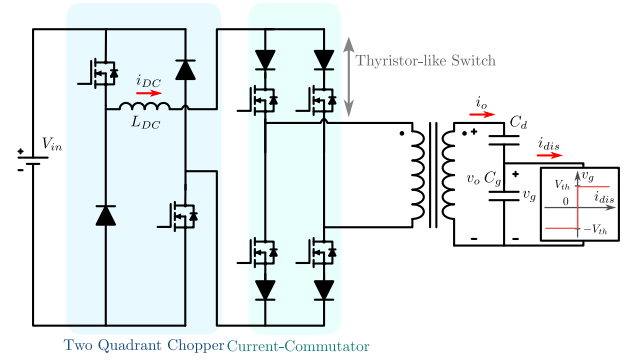 i_DC
L_DC
V_in
+
-
Thyristor-like Switch
i_o
C_d
+
i_dis
v_o
C_g
+
v_g
-
-
v_g
V_th
0
i_dis
-V_th
Two Quadrant Chopper
Current-Commutator